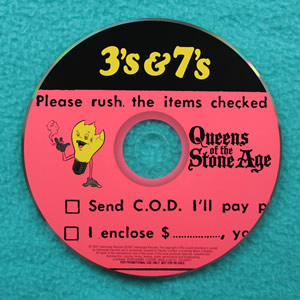 3's & 7's
Please rush. the items checked
Queens
of the
Stone Age
Send C.O.D. I'll pay p
I enclose $.............., yo